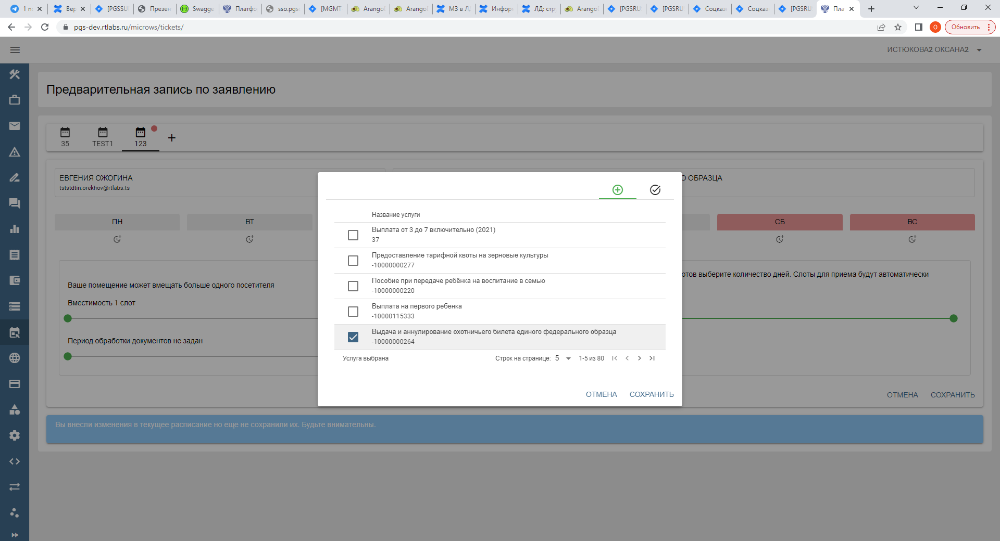 1 по
Вер
[PGSSU
Презен
Swagge
Платфо
sso.pgs
[MGMT
Arango
Arango
МЗ в Л
Информ
ЛД: стр
Arango
[PGSRU
[PGSRU
Соцказ
Соцказ
[PGSRU
Пла
pgs-dev.rtlabs.ru/microws/tickets/
О
Обновить
ИСТЮКОВА2 ОКСАНА2
Предварительная запись по заявлению
35
TEST1
123
ЕВГЕНИЯ ОЖОГИНА
tststdtin.orekhov@rtlabs.ts
О ОБРАЗЦА
ПН
ВТ
СБ
ВС
Ваше помещение может вмещать больше одного посетителя
Вместимость 1 слот
Период обработки документов не задан
отов выберите количество дней. Слоты для приема будут автоматически
Название услуги
Выплата от 3 до 7 включительно (2021)
37
Предоставление тарифной квоты на зерновые культуры
-10000000277
Пособие при передаче ребёнка на воспитание в семью
-10000000220
Выплата на первого ребенка
-10000115333
Выдача и аннулирование охотничьего билета единого федерального образца
-10000000264
Услуга выбрана
Строк на странице: 5 1-5 из 80
ОТМЕНА СОХРАНИТЬ
ОТМЕНА СОХРАНИТЬ
Вы внесли изменения в текущее расписание но еще не сохранили их. Будьте внимательны.